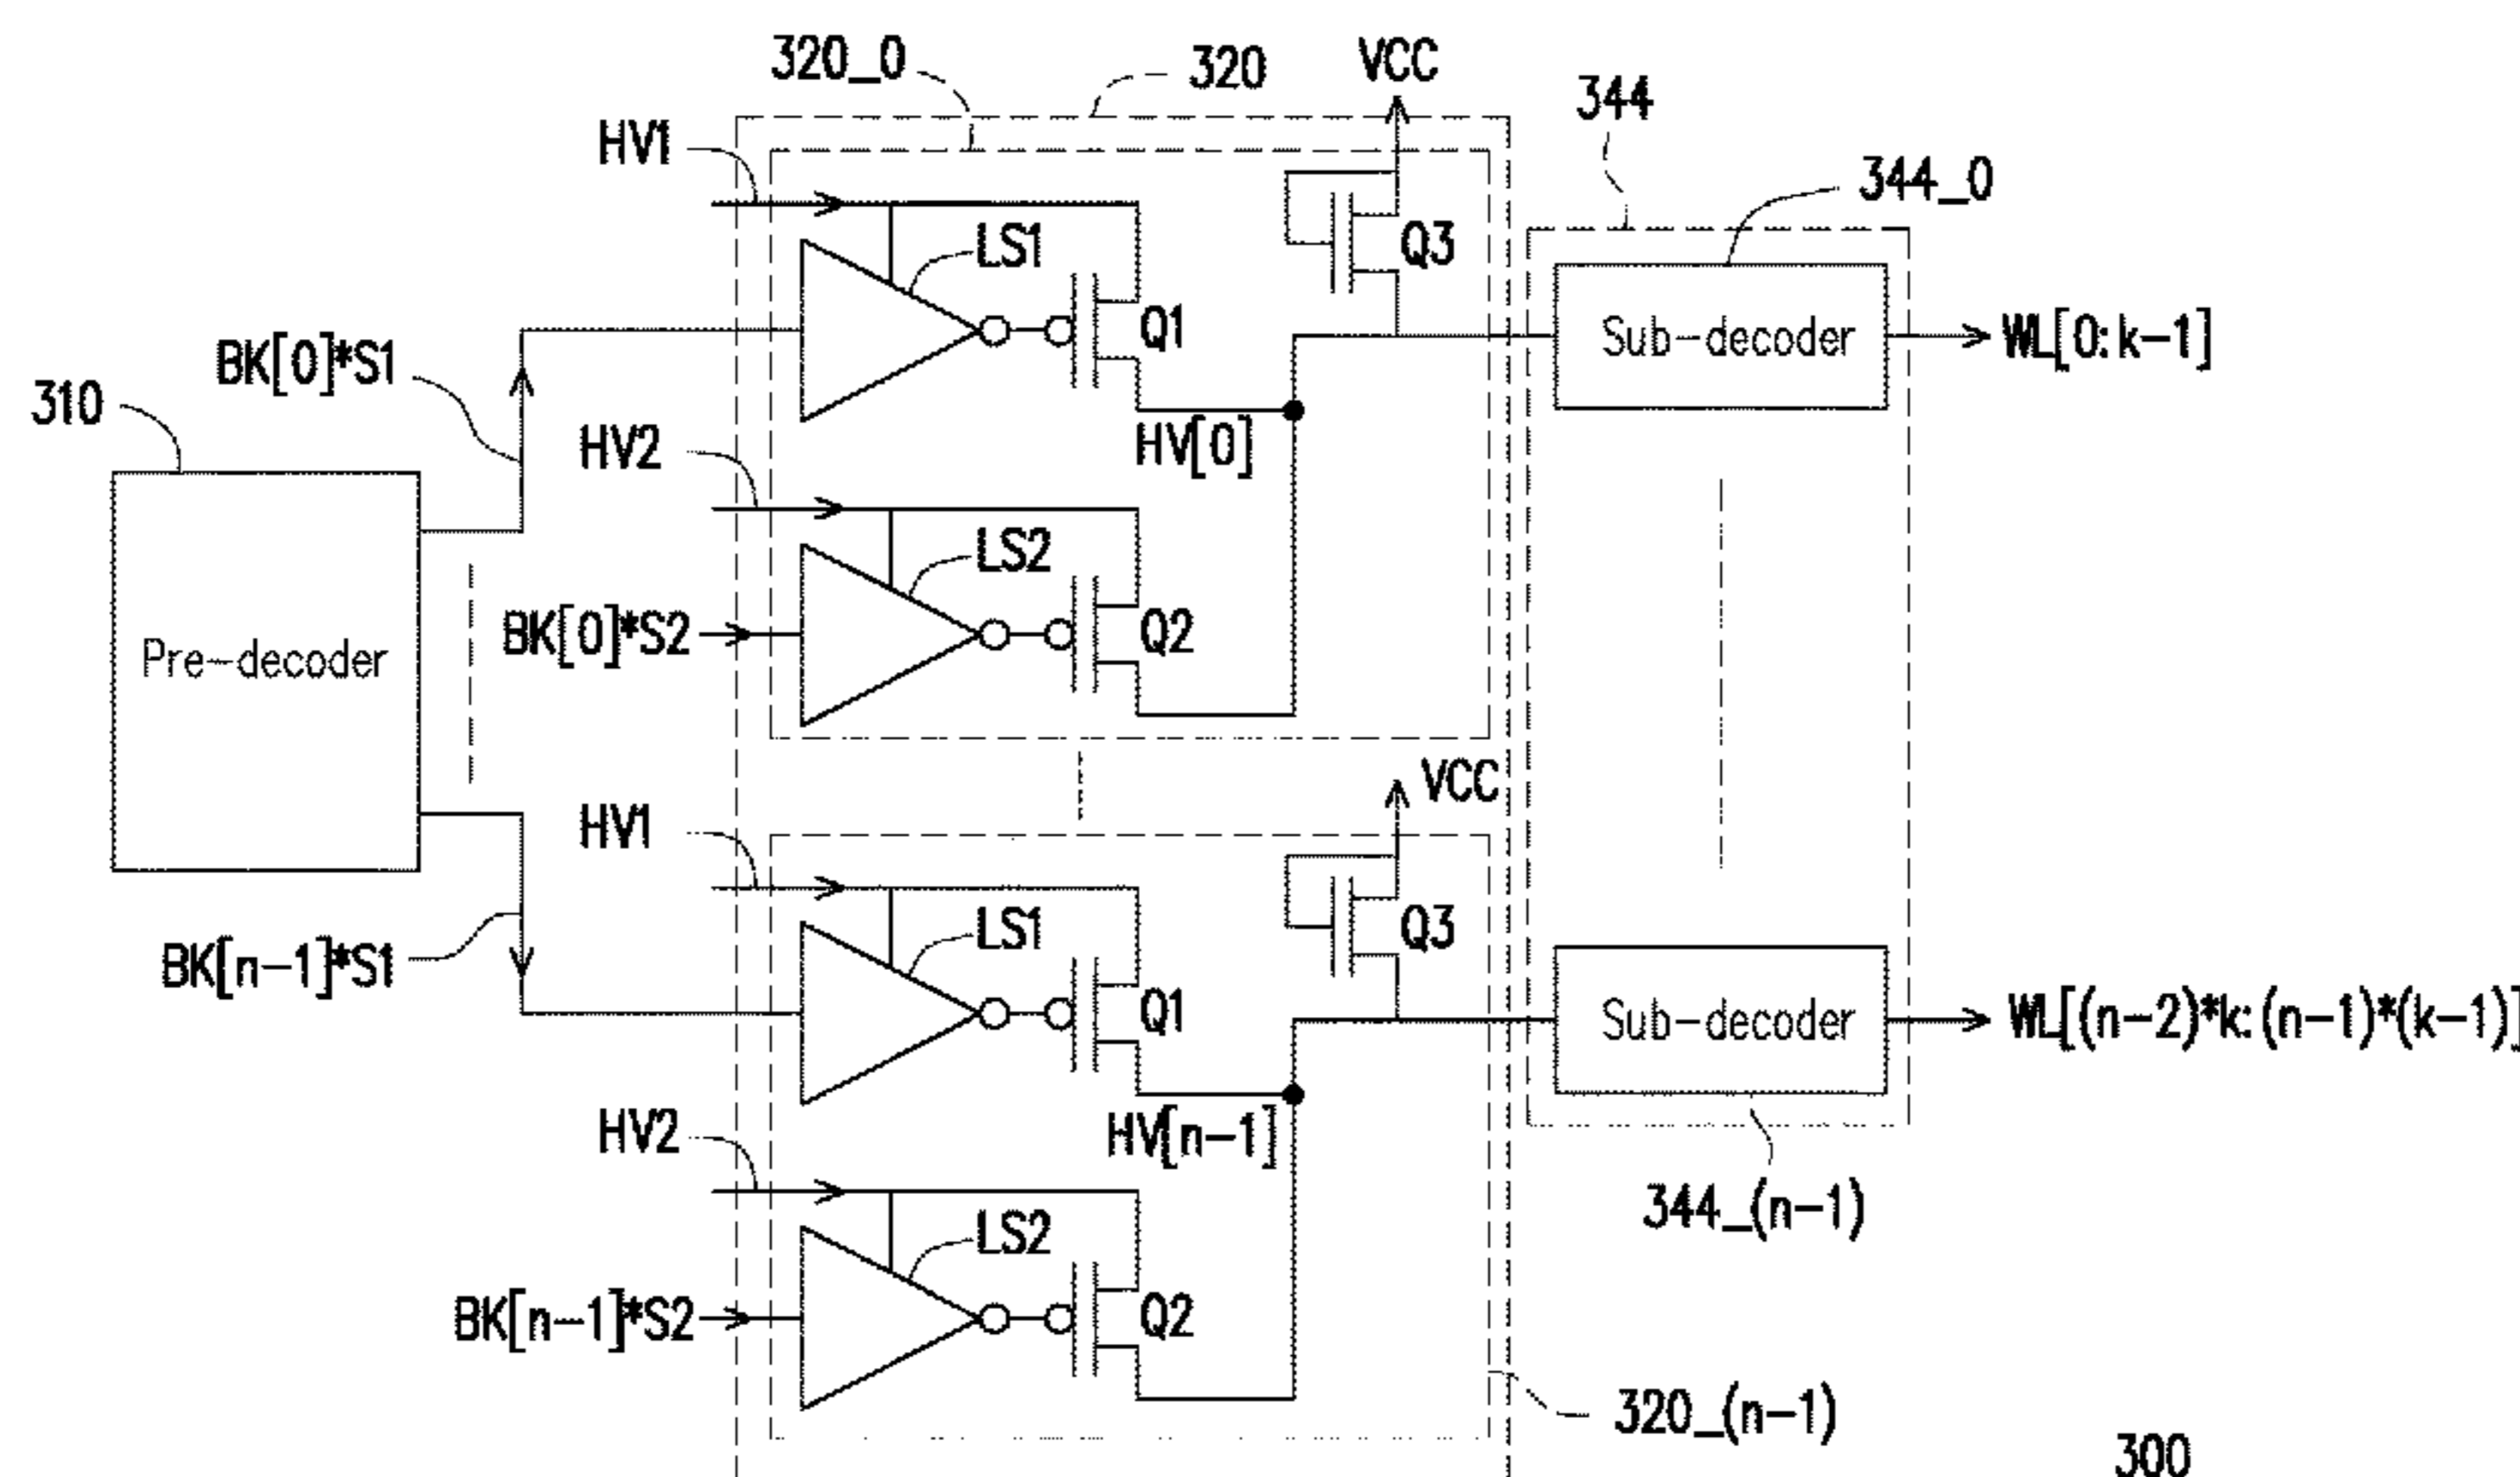 320_0
320
VCC
344
HV1
344_0
LS1
Q3
Q1
BK[0]*S1
Sub-decoder
WL[0:k-1]
310
HV2
HV[0]
LS2
BK[0]*S2
Q2
Pre-decoder
VCC
HV1
LS1
Q3
BK[n-1]*S1
Q1
Sub-decoder
WL[(n-2)*k:(n-1)*(k-1)]
HV2
HV[n-1]
344_(n-1)
LS2
BK[n-1]*S2
Q2
320_(n-1)
300